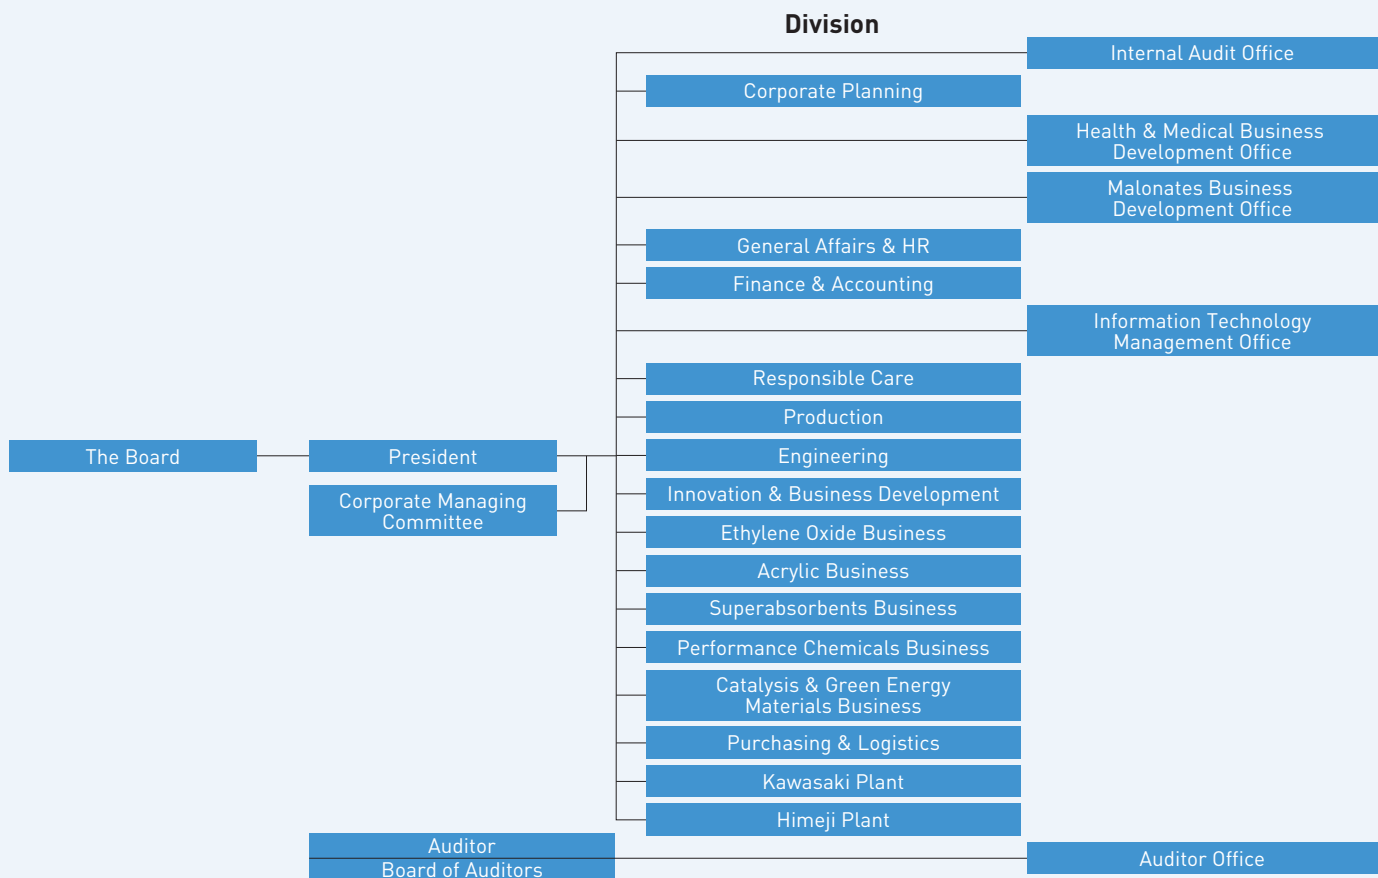 Division
Internal Audit Office
Corporate Planning
Health & Medical Business
Development Office
Malonates Business
Development Office
General Affairs & HR
Finance & Accounting
Information Technology
Management Office
Responsible Care
Production
The Board
President
Engineering
Corporate Managing
Committee
Innovation & Business Development
Ethylene Oxide Business
Acrylic Business
Superabsorbents Business
Performance Chemicals Business
Catalysis & Green Energy
Materials Business
Purchasing & Logistics
Kawasaki Plant
Himeji Plant
Auditor
Board of Auditors
Auditor Office